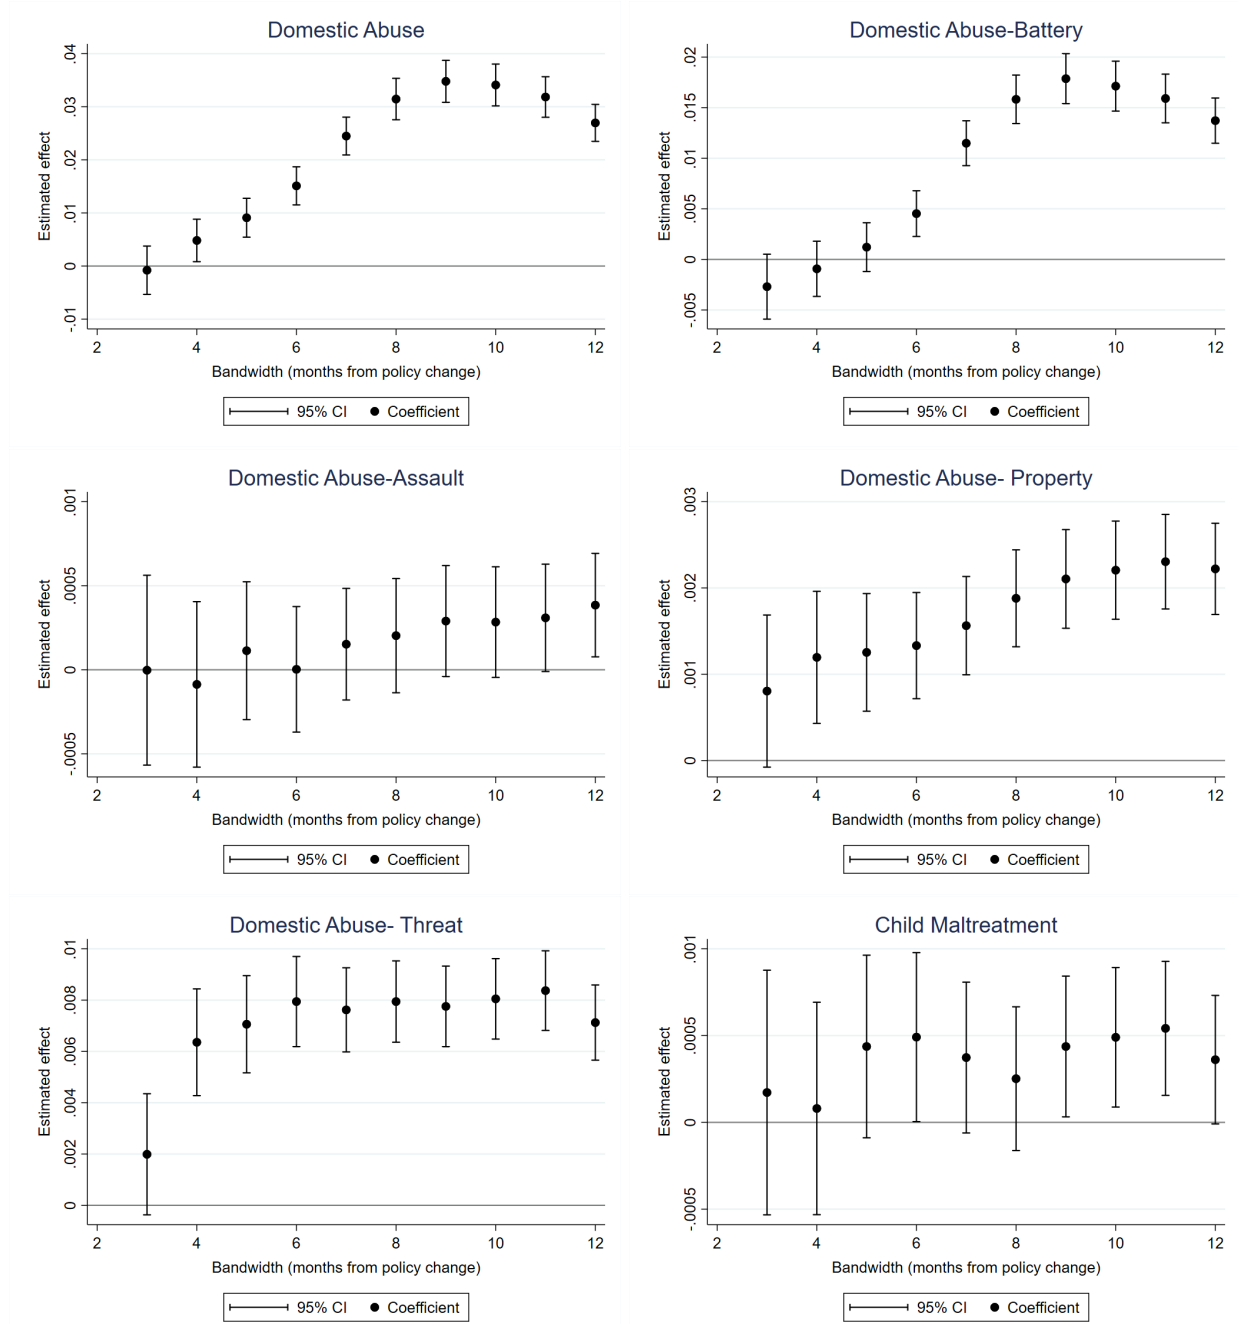 Domestic Abuse
Estimated effect
.04
.03
.02
.01
0
-.01
2 4 6 8 10 12
Bandwidth (months from policy change)
95% CI Coefficient
Domestic Abuse-Battery
Estimated effect
.02
.015
.01
.005
0
-.005
2 4 6 8 10 12
Bandwidth (months from policy change)
95% CI Coefficient
Domestic Abuse-Assault
Estimated effect
.001
.0005
0
-.0005
2 4 6 8 10 12
Bandwidth (months from policy change)
95% CI Coefficient
Domestic Abuse- Property
Estimated effect
.003
.002
.001
0
2 4 6 8 10 12
Bandwidth (months from policy change)
95% CI Coefficient
Domestic Abuse- Threat
Estimated effect
.01
.008
.006
.004
.002
0
2 4 6 8 10 12
Bandwidth (months from policy change)
95% CI Coefficient
Child Maltreatment
Estimated effect
.001
.0005
0
-.0005
2 4 6 8 10 12
Bandwidth (months from policy change)
95% CI Coefficient